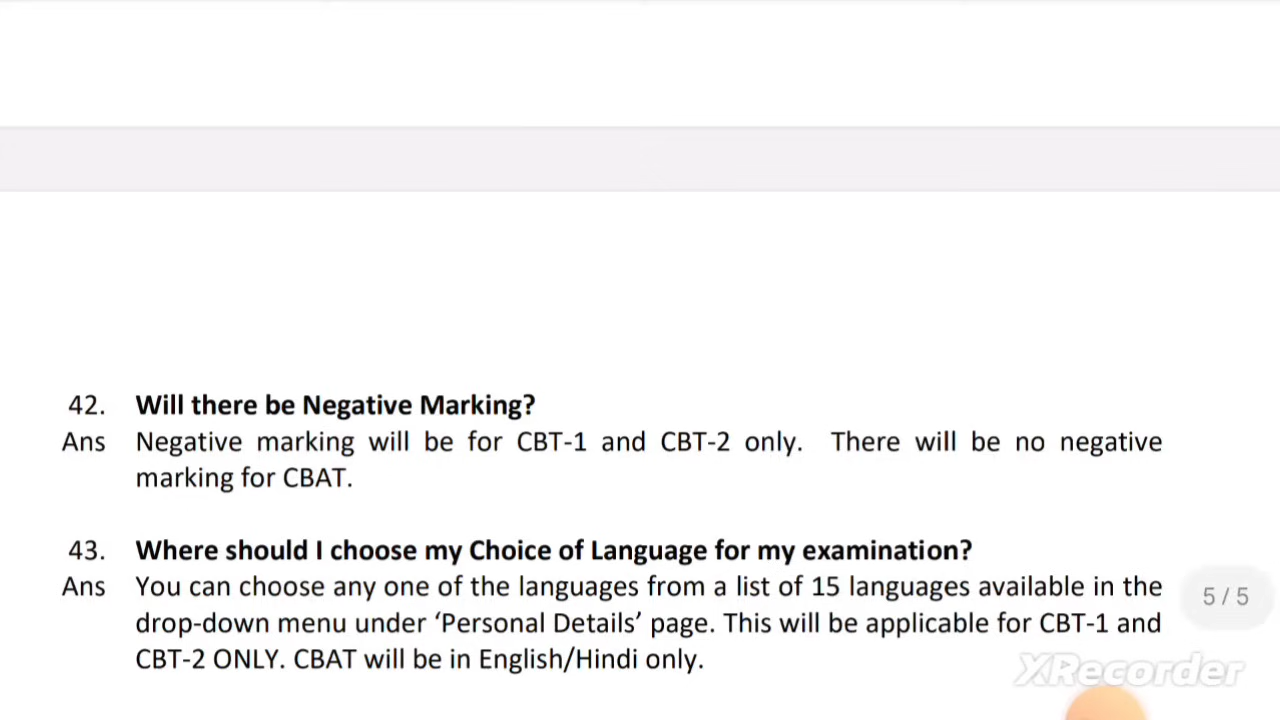 42. Will there be Negative Marking?
Ans Negative marking will be for CBT-1 and CBT-2 only. There will be no negative
marking for CBAT.
43. Where should I choose my Choice of Language for my examination?
Ans You can choose any one of the languages from a list of 15 languages available in the
drop-down menu under ‘Personal Details’ page. This will be applicable for CBT-1 and
CBT-2 ONLY. CBAT will be in English/Hindi only.
5 / 5
XRecorder